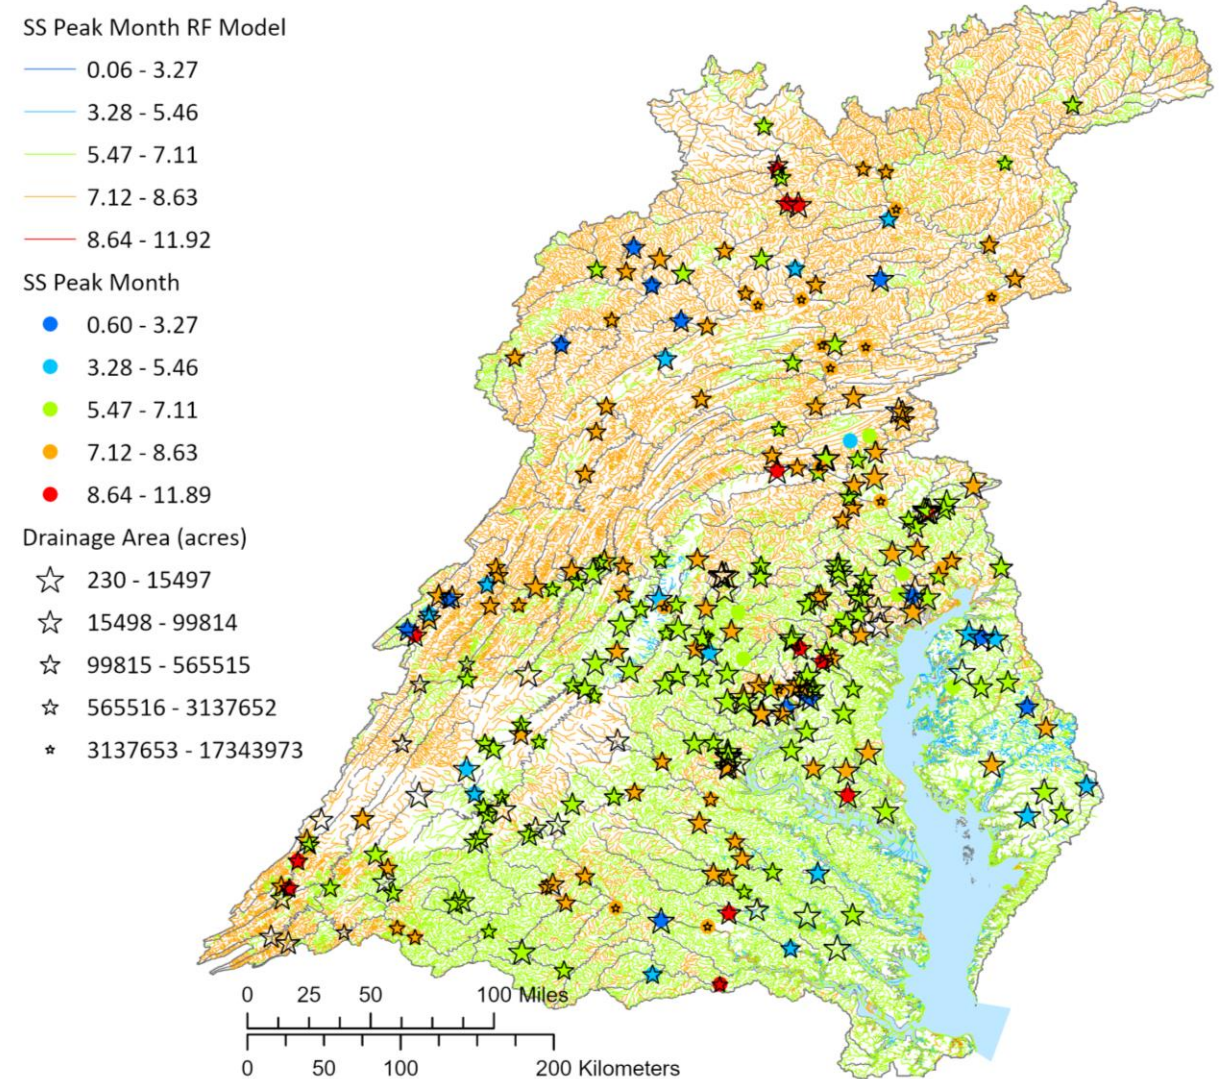 SS Peak Month RF Model
0.06 - 3.27
3.28 - 5.46
5.47 - 7.11
7.12 - 8.63
8.64 - 11.92
SS Peak Month
0.60 - 3.27
3.28 - 5.46
5.47 - 7.11
7.12 - 8.63
8.64 - 11.89
Drainage Area (acres)
230 - 15497
15498 - 99814
99815 - 565515
565516 - 3137652
3137653 - 17343973
0 25 50 100 Miles
0 50 100 200 Kilometers